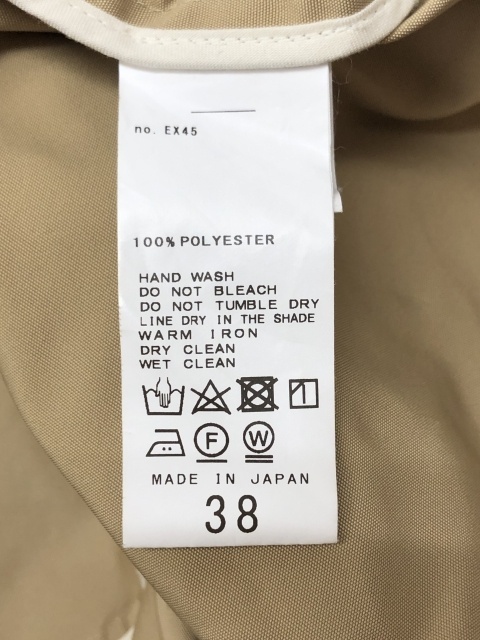 no. EX45
100% POLYESTER
HAND WASH
DO NOT BLEACH
DO NOT TUMBLE DRY
LINE DRY IN THE SHADE
WARM IRON
DRY CLEAN
WET CLEAN
F W
MADE IN JAPAN
38